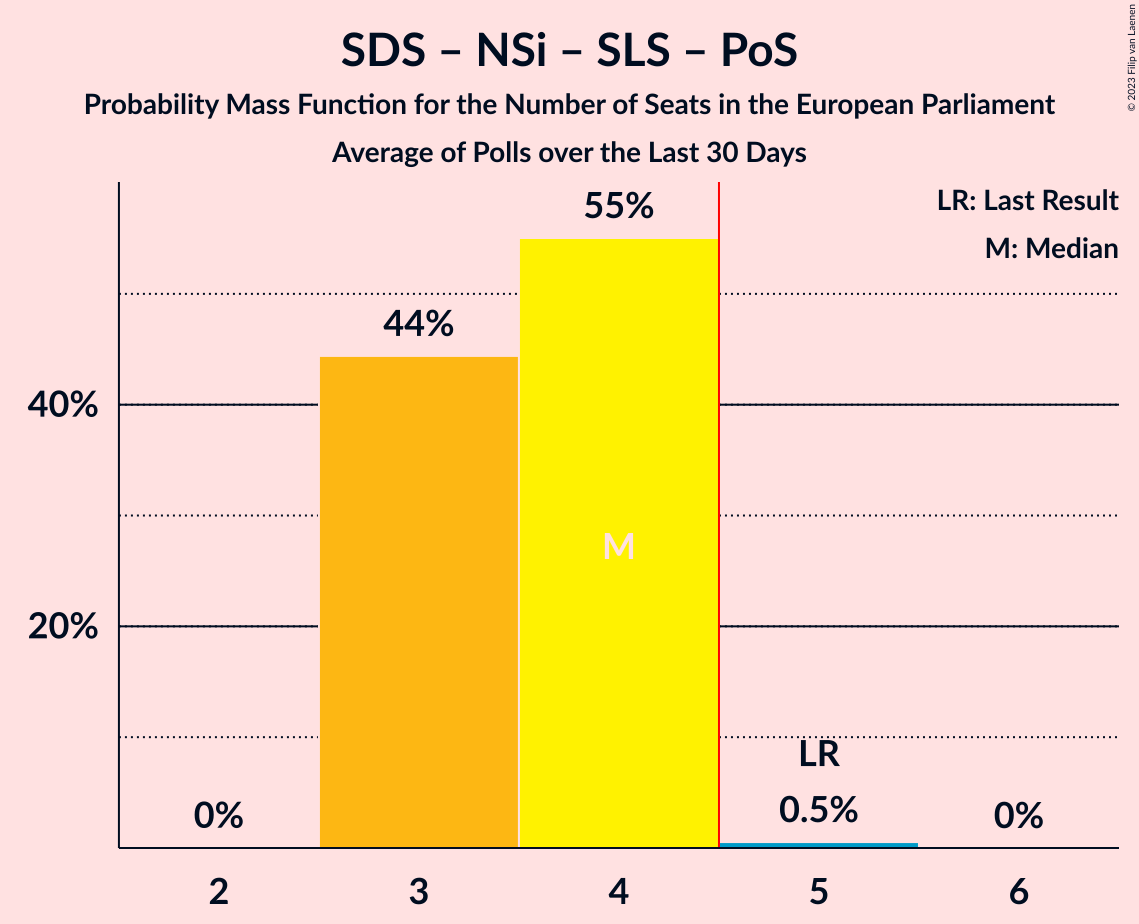 SDS – NSi – SLS – PoS
Probability Mass Function for the Number of Seats in the European Parliament
Average of Polls over the Last 30 Days
© 2023 Filip van Laenen
LR: Last Result
M: Median
55%
44%
40%
M
20%
LR
0%
0.5%
0%
2 3 4 5 6